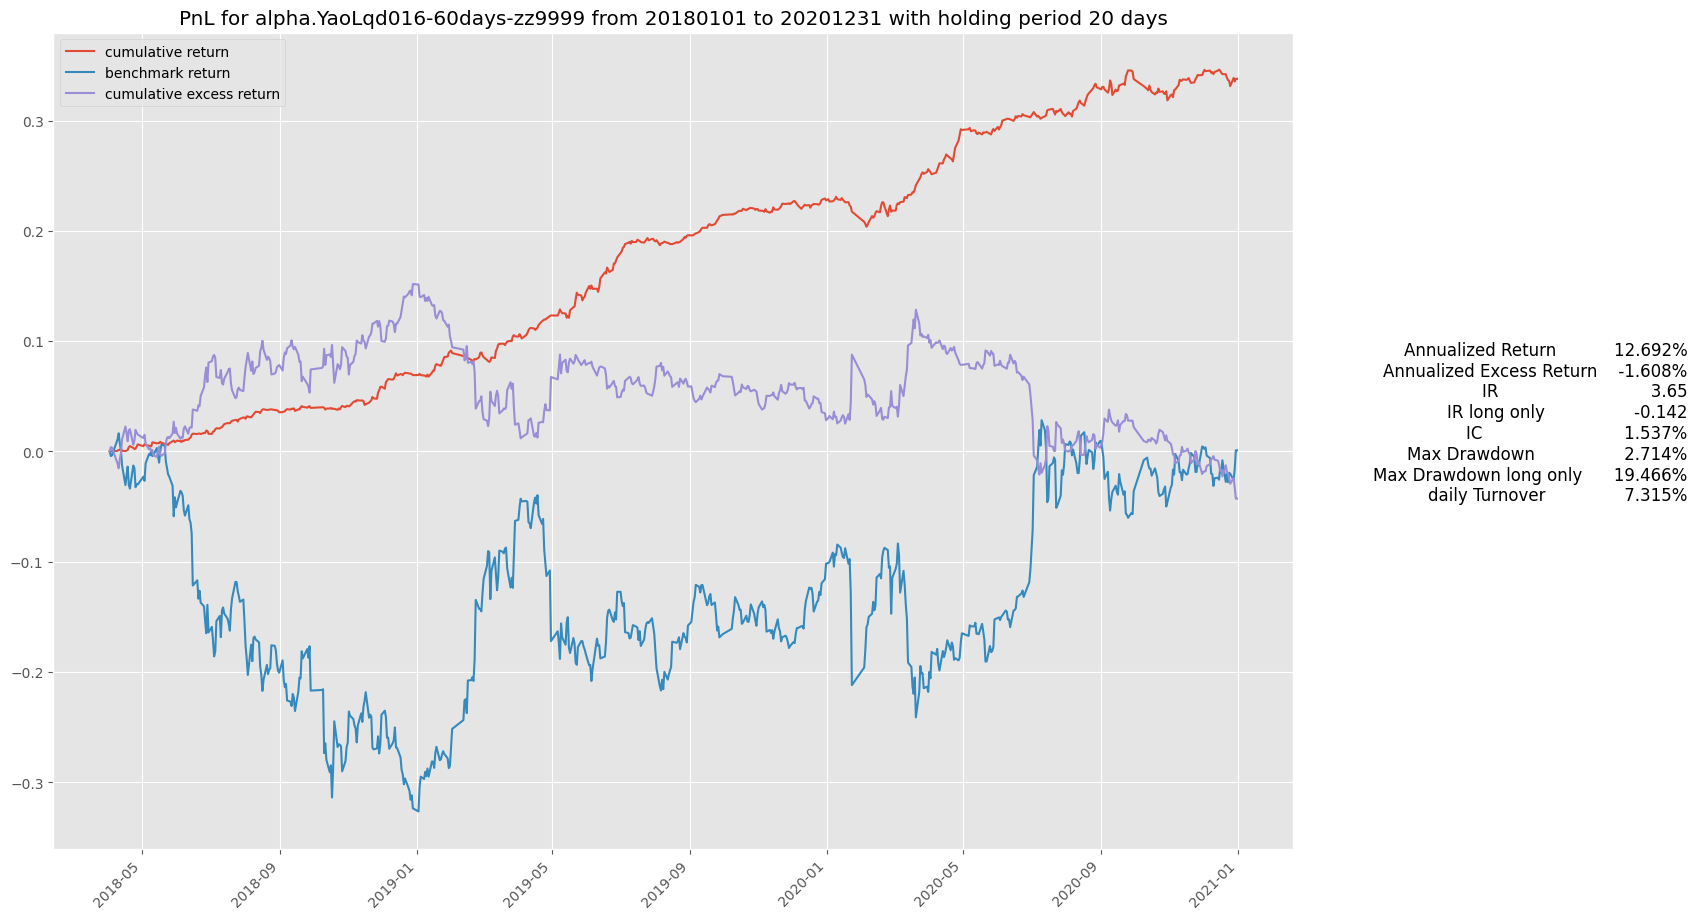 PnL for alpha.YaoLqd016-60days-zz9999 from 20180101 to 20201231 with holding period 20 days
cumulative return
benchmark return
cumulative excess return
0.3
0.2
0.1
0.0
−0.1
−0.2
−0.3
2018-05
2018-09
2019-01
2019-05
2019-09
2020-01
2020-05
2020-09
2021-01
Annualized Return 12.692%
Annualized Excess Return -1.608%
IR 3.65
IR long only -0.142
IC 1.537%
Max Drawdown 2.714%
Max Drawdown long only 19.466%
daily Turnover 7.315%